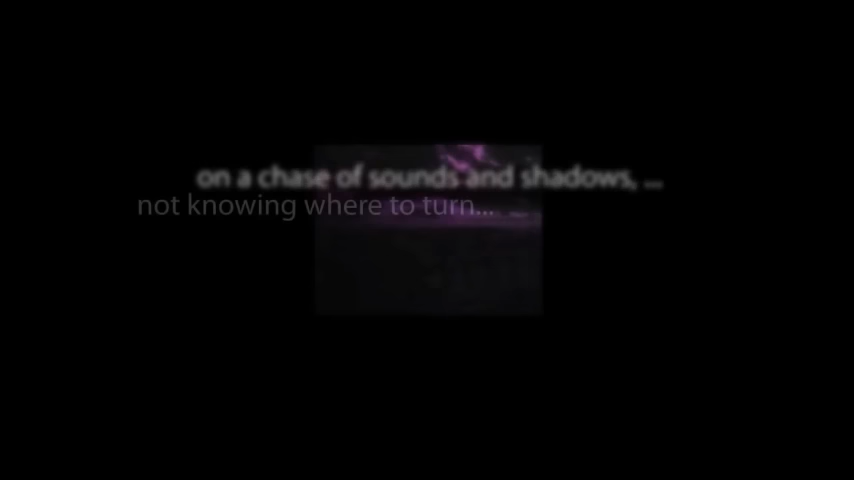 on a chase of sounds and shadows, ...
not knowing where to turn...